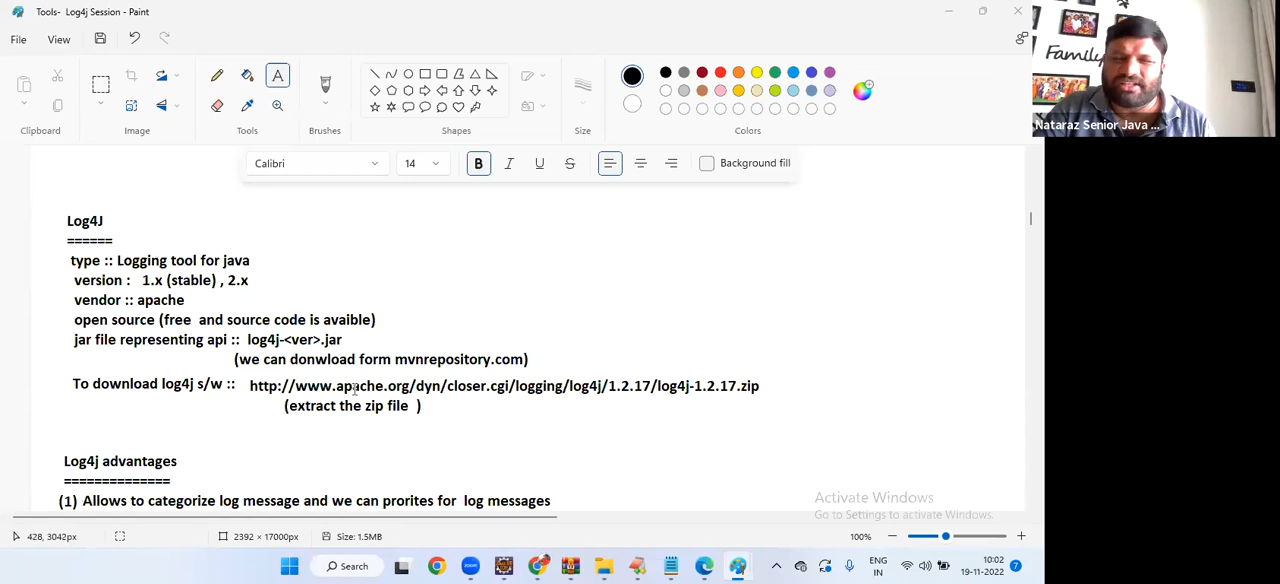 Tools- Log4j Session - Paint
File View
Clipboard Image Tools Brushes Shapes Size Colors
Calibri 14 B I U S Background fill
Family
Nataraz Senior Java ...
Log4J
======
type :: Logging tool for java
version : 1.x (stable) , 2.x
vendor :: apache
open source (free and source code is avaible)
jar file representing api :: log4j-<ver>.jar
(we can donwload form mvnrepository.com)
To download log4j s/w :: http://www.apache.org/dyn/closer.cgi/logging/log4j/1.2.17/log4j-1.2.17.zip
(extract the zip file )
Log4j advantages
==============
(1) Allows to categorize log message and we can prorites for log messages
Activate Windows
Go to Settings to activate Windows.
428, 3042px 2392 × 17000px Size: 1.5MB 100%
Search
ENG
IN
10:02
19-11-2022
7